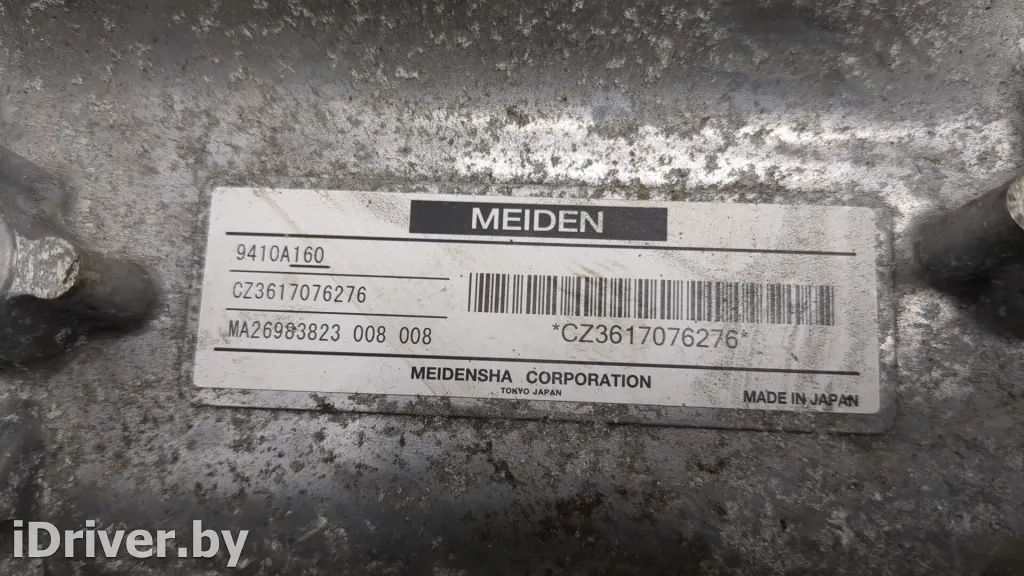 MEIDEN
9410A160
CZ3617076276
MA26983823 008 008
*CZ3617076276*
MEIDENSHA CORPORATION
TOKYO JAPAN
MADE IN JAPAN
iDriver.by